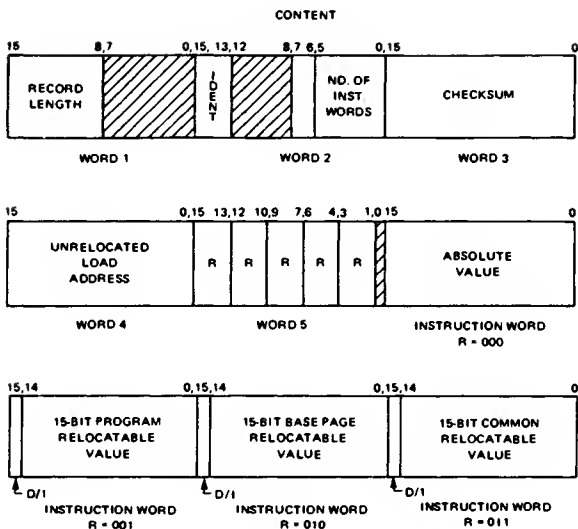 CONTENT
15 8,7 0,15, 13,12 8,7 6,5 0,15 0
RECORD LENGTH
IDENT
NO. OF INST. WORDS
CHECKSUM
WORD 1 WORD 2 WORD 3
15 0,15 13,12 10,9 7,6 4,3 1,0 15 0
UNRELOCATED LOAD ADDRESS
R R R R R
ABSOLUTE VALUE
WORD 4 WORD 5 INSTRUCTION WORD R = 000
15,14 0,15,14 0,15,14 0
15-BIT PROGRAM RELOCATABLE VALUE
15-BIT BASE PAGE RELOCATABLE VALUE
15-BIT COMMON RELOCATABLE VALUE
D/I D/I D/I
INSTRUCTION WORD R = 001
INSTRUCTION WORD R = 010
INSTRUCTION WORD R = 011